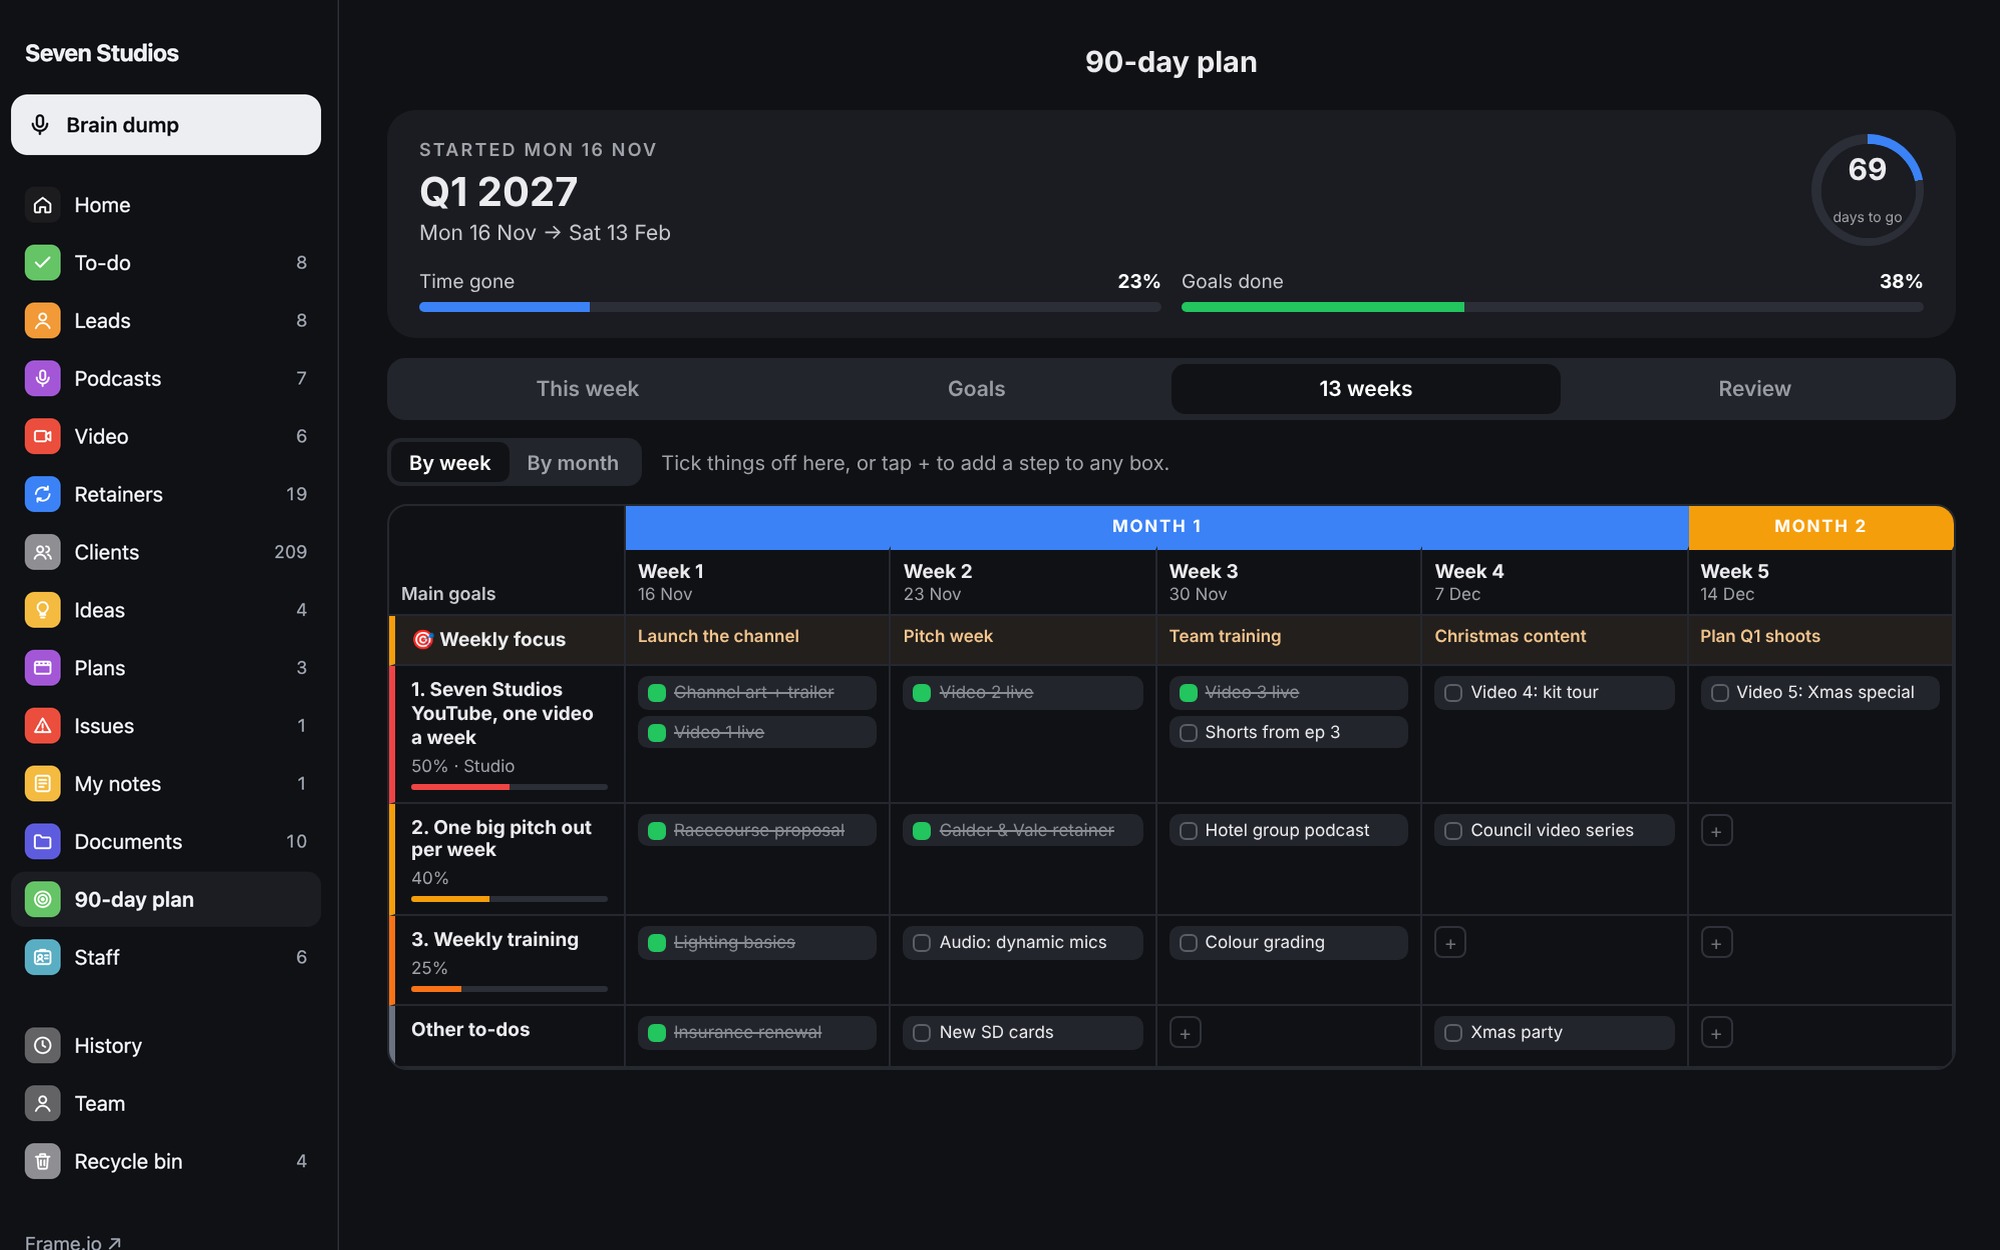 Seven Studios
Brain dump
Home
To-do 8
Leads 8
Podcasts 7
Video 6
Retainers 19
Clients 209
Ideas 4
Plans 3
Issues 1
My notes 1
Documents 10
90-day plan
Staff 6
History
Team
Recycle bin 4
Frame.io ↗
90-day plan
STARTED MON 16 NOV
Q1 2027
Mon 16 Nov → Sat 13 Feb
69
days to go
Time gone 23%
Goals done 38%
This week Goals 13 weeks Review
By week By month Tick things off here, or tap + to add a step to any box.
MONTH 1 MONTH 2
Main goals
Week 1
16 Nov
Week 2
23 Nov
Week 3
30 Nov
Week 4
7 Dec
Week 5
14 Dec
🎯 Weekly focus
Launch the channel
Pitch week
Team training
Christmas content
Plan Q1 shoots
1. Seven Studios
YouTube, one video
a week
50% · Studio
Channel art + trailer
Video 1 live
Video 2 live
Video 3 live
Shorts from ep 3
Video 4: kit tour
Video 5: Xmas special
2. One big pitch out
per week
40%
Racecourse proposal
Calder & Vale retainer
Hotel group podcast
Council video series
+
3. Weekly training
25%
Lighting basics
Audio: dynamic mics
Colour grading
+
+
Other to-dos
Insurance renewal
New SD cards
+
Xmas party
+